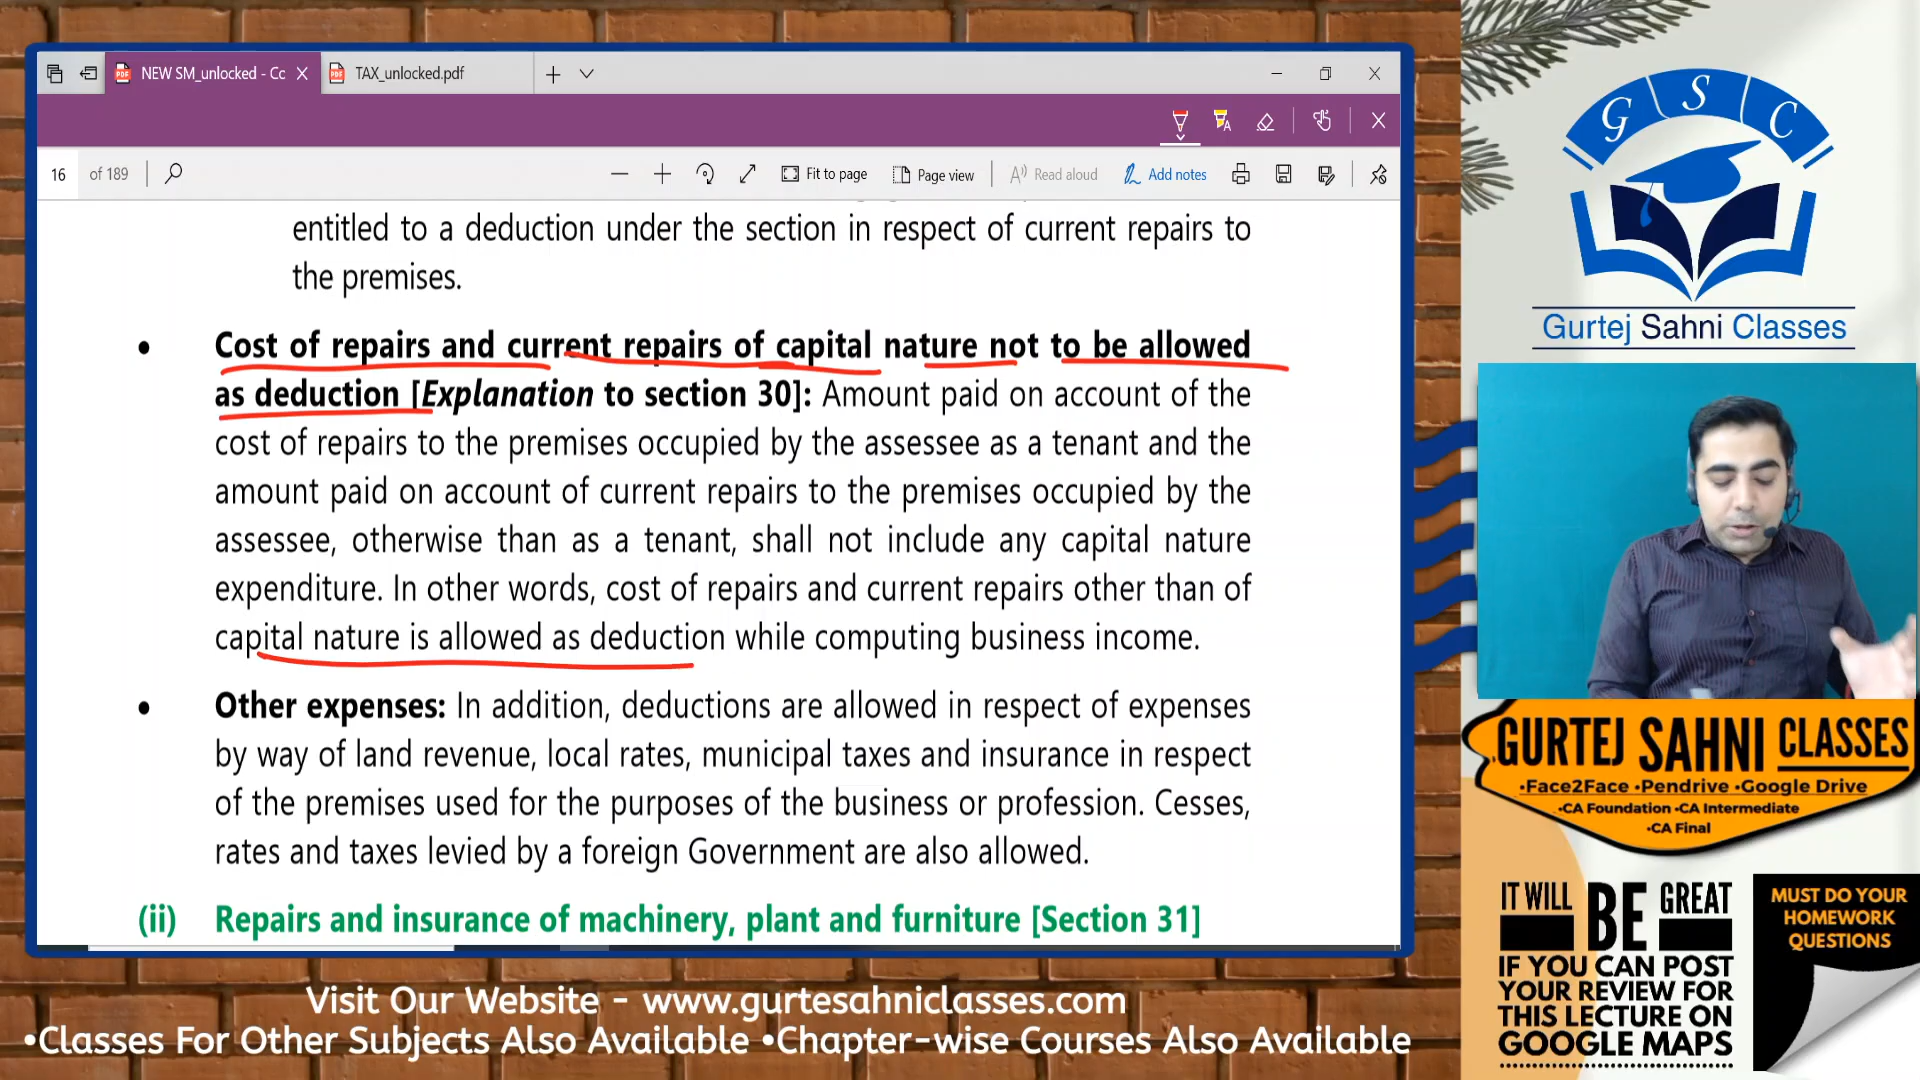 NEW SM_unlocked - Cc
TAX_unlocked.pdf
16 of 189
Fit to page
Page view
Read aloud
Add notes
entitled to a deduction under the section in respect of current repairs to
the premises.
• Cost of repairs and current repairs of capital nature not to be allowed
as deduction [Explanation to section 30]: Amount paid on account of the
cost of repairs to the premises occupied by the assessee as a tenant and the
amount paid on account of current repairs to the premises occupied by the
assessee, otherwise than as a tenant, shall not include any capital nature
expenditure. In other words, cost of repairs and current repairs other than of
capital nature is allowed as deduction while computing business income.
• Other expenses: In addition, deductions are allowed in respect of expenses
by way of land revenue, local rates, municipal taxes and insurance in respect
of the premises used for the purposes of the business or profession. Cesses,
rates and taxes levied by a foreign Government are also allowed.
(ii) Repairs and insurance of machinery, plant and furniture [Section 31]
G S C
Gurtej Sahni Classes
GURTEJ SAHNI CLASSES
•Face2Face •Pendrive •Google Drive
•CA Foundation •CA Intermediate
•CA Final
IT WILL BE GREAT
IF YOU CAN POST
YOUR REVIEW FOR
THIS LECTURE ON
GOOGLE MAPS
MUST DO YOUR
HOMEWORK
QUESTIONS
Visit Our Website - www.gurtesahniclasses.com
•Classes For Other Subjects Also Available •Chapter-wise Courses Also Available